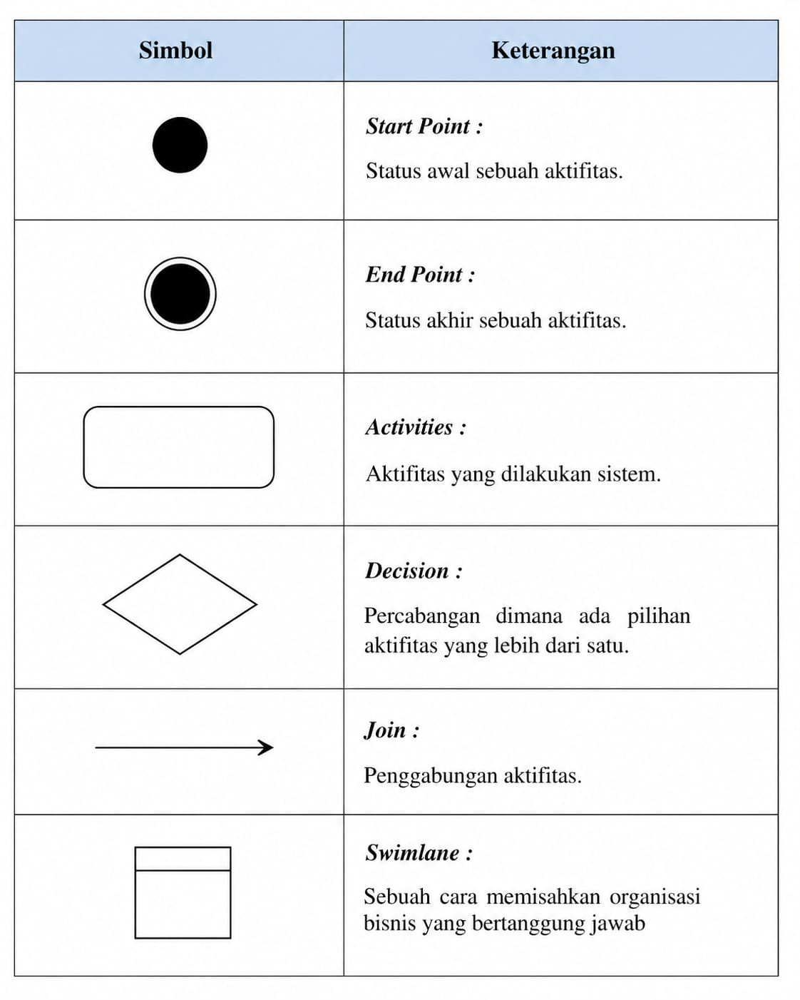 Simbol
Keterangan
Start Point :
Status awal sebuah aktifitas.
End Point :
Status akhir sebuah aktifitas.
Activities :
Aktifitas yang dilakukan sistem.
Decision :
Percabangan dimana ada pilihan
aktifitas yang lebih dari satu.
Join :
Penggabungan aktifitas.
Swimlane :
Sebuah cara memisahkan organisasi
bisnis yang bertanggung jawab